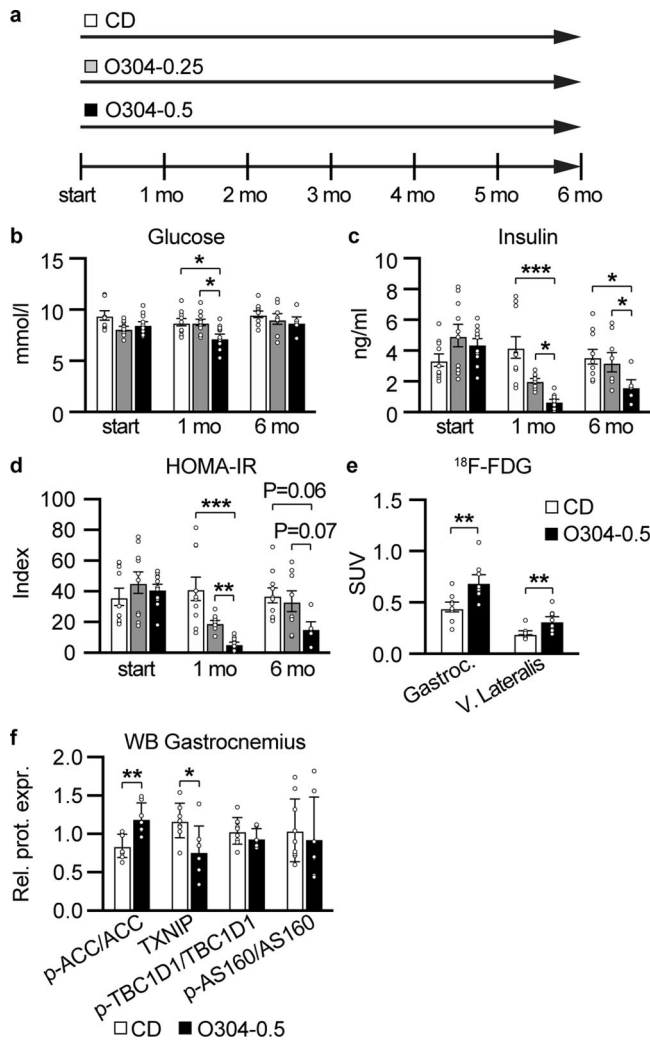 a
CD
O304-0.25
O304-0.5
start 1 mo 2 mo 3 mo 4 mo 5 mo 6 mo
b Glucose
mmol/l
15
10
5
0
* *
start 1 mo 6 mo
c Insulin
ng/ml
10
8
6
4
2
0
*** * * *
start 1 mo 6 mo
d HOMA-IR
Index
100
80
60
40
20
0
*** **
P=0.06
P=0.07
start 1 mo 6 mo
e ¹⁸F-FDG
CD
O304-0.5
SUV
1.5
1.0
0.5
0.0
** **
Gastroc. V. Lateralis
f WB Gastrocnemius
Rel. prot. expr.
2.0
1.5
1.0
0.5
0.0
** *
p-ACC/ACC TXNIP p-TBC1D1/TBC1D1 p-AS160/AS160
CD O304-0.5